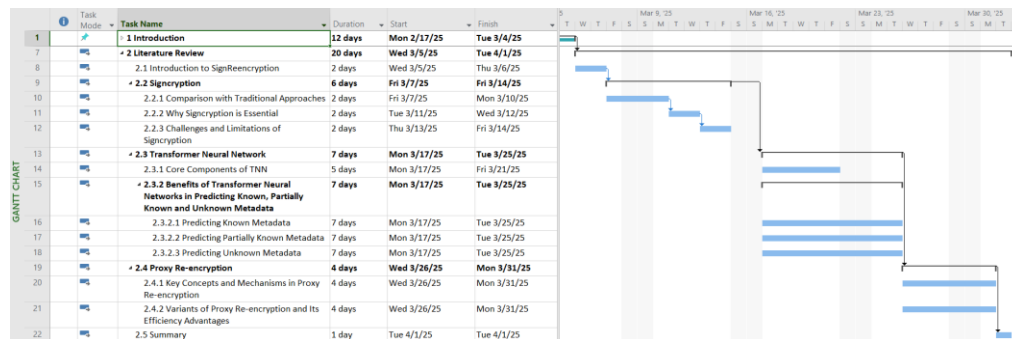 5 Mar 9, '25 Mar 16, '25 Mar 23, '25 Mar 30, '25
Task Mode Task Name Duration Start Finish T W T F S S M T W T F S S M T W T F S S M T W T F S S M T
1 1 Introduction 12 days Mon 2/17/25 Tue 3/4/25
7 2 Literature Review 20 days Wed 3/5/25 Tue 4/1/25
8 2.1 Introduction to SignReencryption 2 days Wed 3/5/25 Thu 3/6/25
9 2.2 Signcryption 6 days Fri 3/7/25 Fri 3/14/25
10 2.2.1 Comparison with Traditional Approaches 2 days Fri 3/7/25 Mon 3/10/25
11 2.2.2 Why Signcryption is Essential 2 days Tue 3/11/25 Wed 3/12/25
12 2.2.3 Challenges and Limitations of 2 days Thu 3/13/25 Fri 3/14/25
Signcryption
13 2.3 Transformer Neural Network 7 days Mon 3/17/25 Tue 3/25/25
14 2.3.1 Core Components of TNN 5 days Mon 3/17/25 Fri 3/21/25
15 2.3.2 Benefits of Transformer Neural 7 days Mon 3/17/25 Tue 3/25/25
Networks in Predicting Known, Partially
Known and Unknown Metadata
16 2.3.2.1 Predicting Known Metadata 7 days Mon 3/17/25 Tue 3/25/25
17 2.3.2.2 Predicting Partially Known Metadata 7 days Mon 3/17/25 Tue 3/25/25
18 2.3.2.3 Predicting Unknown Metadata 7 days Mon 3/17/25 Tue 3/25/25
19 2.4 Proxy Re-encryption 4 days Wed 3/26/25 Mon 3/31/25
20 2.4.1 Key Concepts and Mechanisms in Proxy 4 days Wed 3/26/25 Mon 3/31/25
Re-encryption
21 2.4.2 Variants of Proxy Re-encryption and Its 4 days Wed 3/26/25 Mon 3/31/25
Efficiency Advantages
22 2.5 Summary 1 day Tue 4/1/25 Tue 4/1/25
GANTT CHART